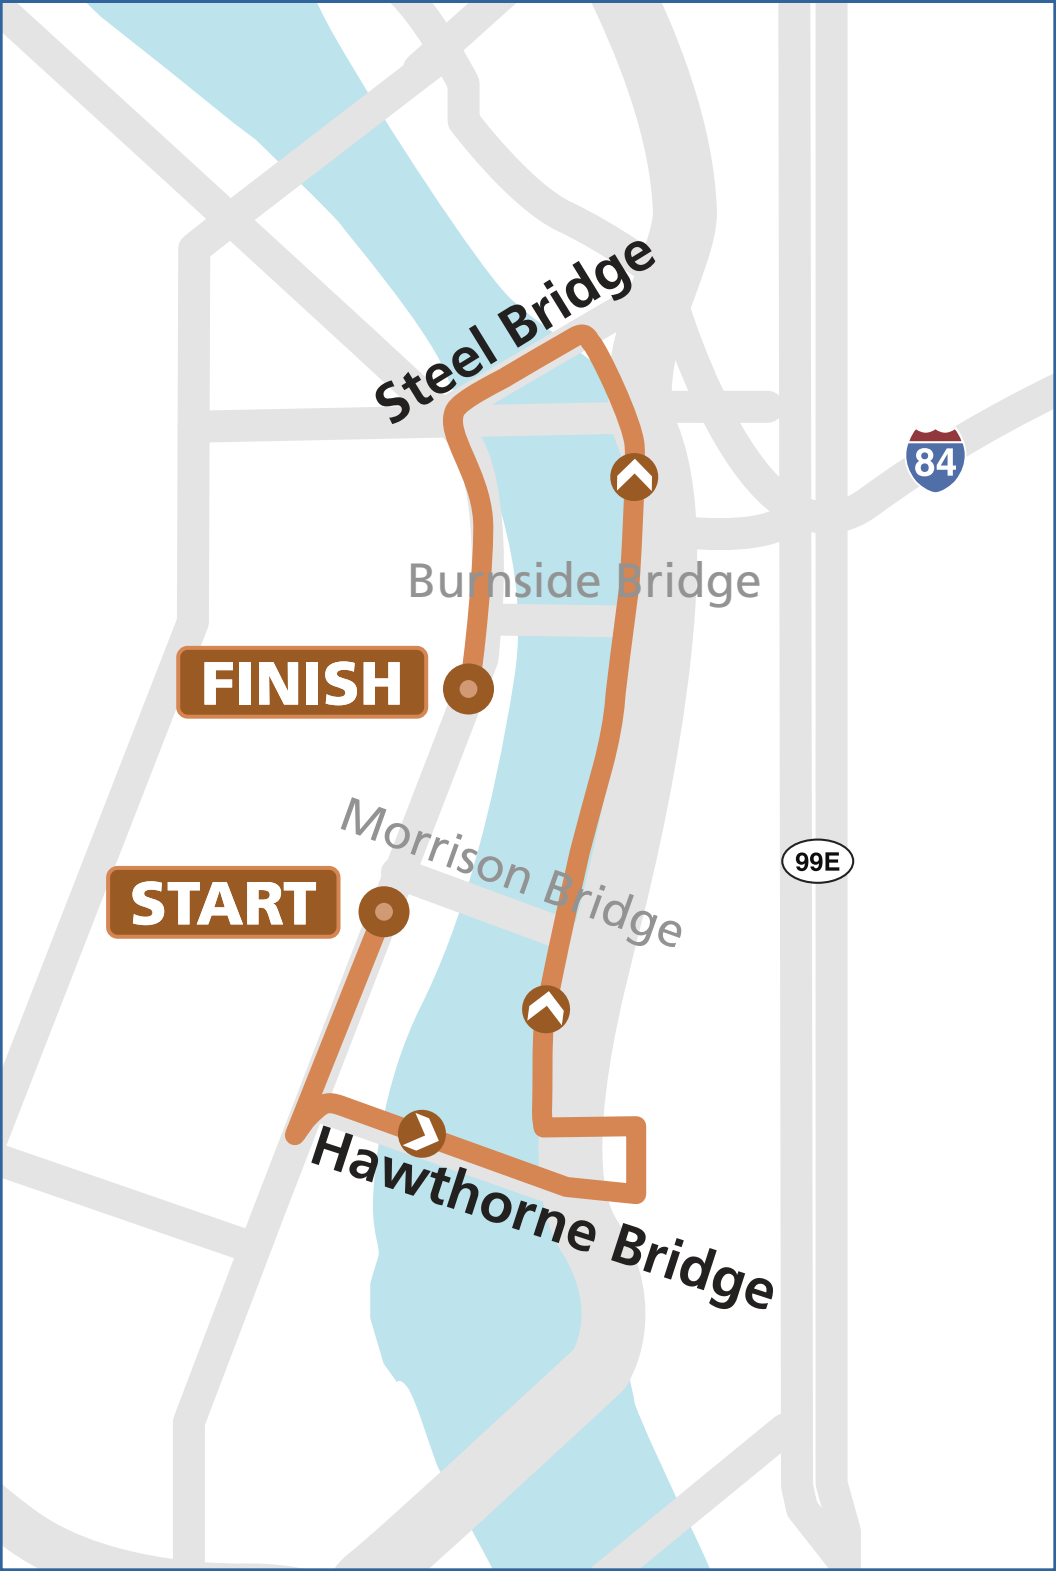 Steel Bridge
84
Burnside Bridge
FINISH
Morrison Bridge
99E
START
Hawthorne Bridge